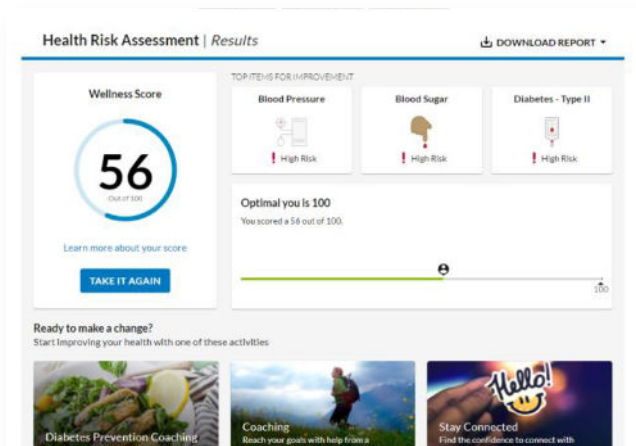 Health Risk Assessment | Results
DOWNLOAD REPORT
Wellness Score
56
Out of 100
Learn more about your score
TAKE IT AGAIN
TOP ITEMS FOR IMPROVEMENT
Blood Pressure
High Risk
Blood Sugar
High Risk
Diabetes - Type II
High Risk
Optimal you is 100
You scored a 56 out of 100.
100
Ready to make a change?
Start improving your health with one of these activities
Diabetes Prevention Coaching
Coaching
Reach your goals with help from a
Hello!
Stay Connected
Find the confidence to connect with